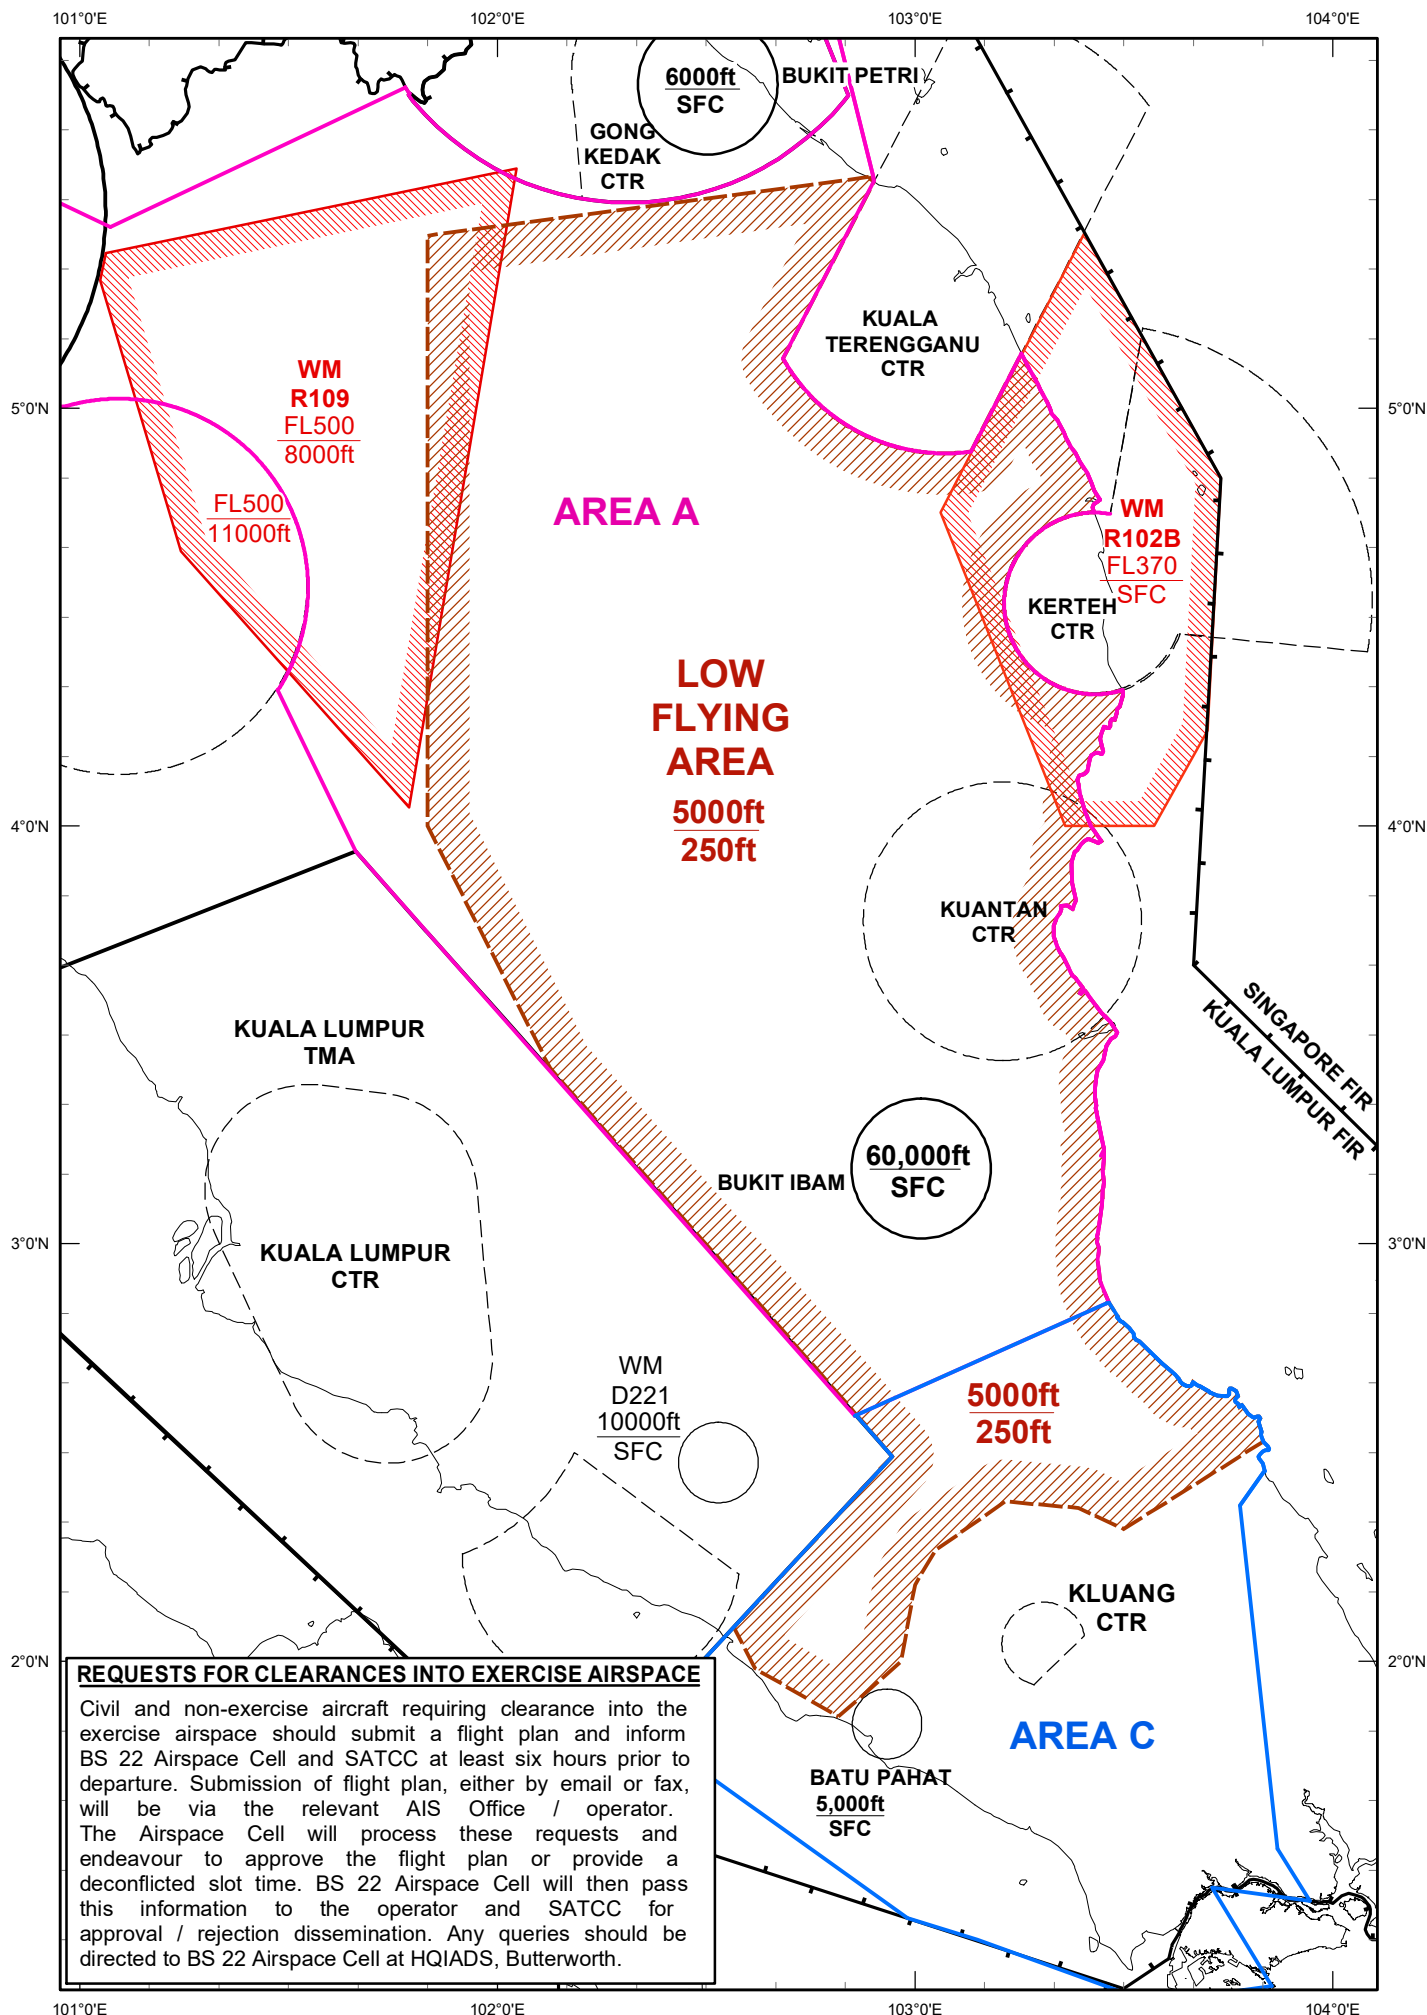 101°0'E
102°0'E
103°0'E
104°0'E
6000ft
SFC
BUKIT PETRI
GONG
KEDAK
CTR
KUALA
TERENGGANU
CTR
WM
R109
FL500
8000ft
5°0'N
5°0'N
FL500
11000ft
AREA A
WM
R102B
FL370
SFC
KERTEH
CTR
LOW
FLYING
AREA
5000ft
250ft
4°0'N
4°0'N
KUANTAN
CTR
SINGAPORE FIR
KUALA LUMPUR FIR
KUALA LUMPUR
TMA
60,000ft
SFC
BUKIT IBAM
3°0'N
3°0'N
KUALA LUMPUR
CTR
WM
D221
10000ft
SFC
5000ft
250ft
KLUANG
CTR
2°0'N
2°0'N
REQUESTS FOR CLEARANCES INTO EXERCISE AIRSPACE
Civil and non-exercise aircraft requiring clearance into the
exercise airspace should submit a flight plan and inform
BS 22 Airspace Cell and SATCC at least six hours prior to
departure. Submission of flight plan, either by email or fax,
will be via the relevant AIS Office / operator.
The Airspace Cell will process these requests and
endeavour to approve the flight plan or provide a
deconflicted slot time. BS 22 Airspace Cell will then pass
this information to the operator and SATCC for
approval / rejection dissemination. Any queries should be
directed to BS 22 Airspace Cell at HQIADS, Butterworth.
AREA C
BATU PAHAT
5,000ft
SFC
101°0'E
102°0'E
103°0'E
104°0'E